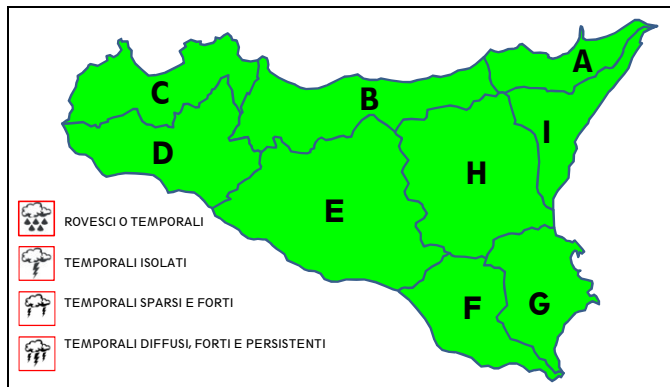 A
C
B
I
D
H
E
ROVESCI O TEMPORALI
TEMPORALI ISOLATI
TEMPORALI SPARSI E FORTI
F
G
TEMPORALI DIFFUSI, FORTI E PERSISTENTI